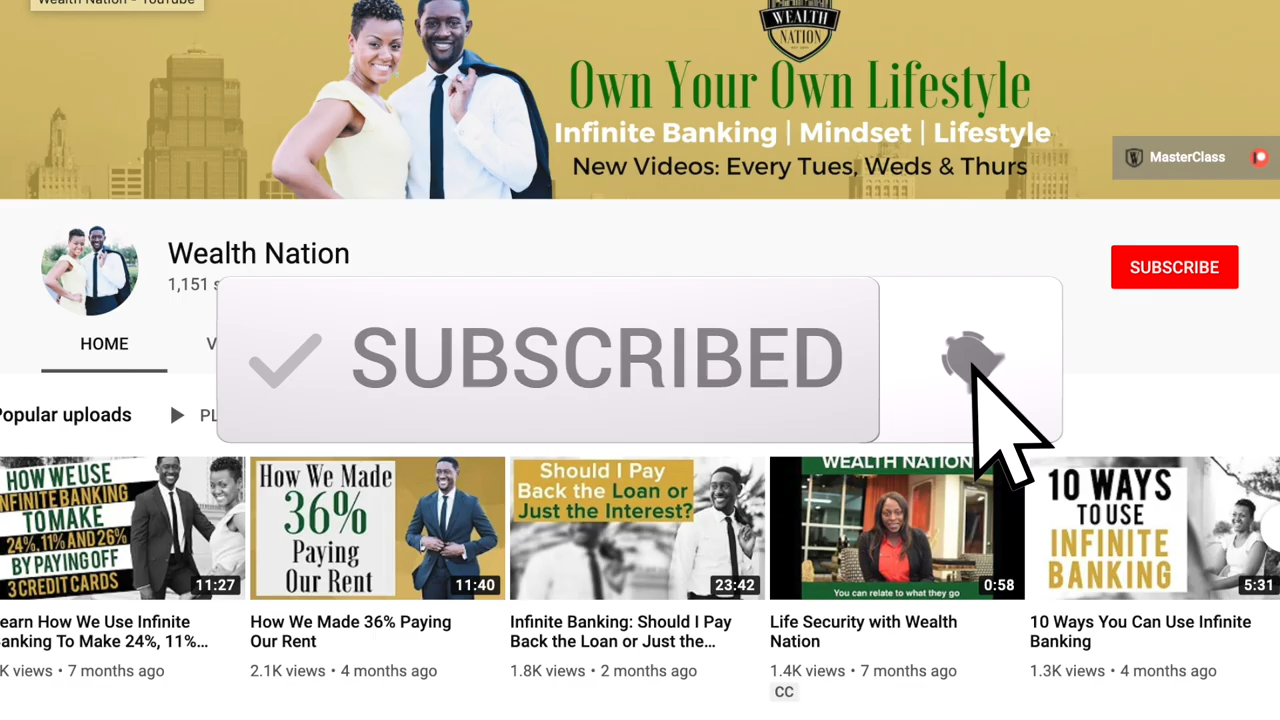 Wealth Nation - YouTube
WEALTH
NATION
Own Your Own Lifestyle
Infinite Banking | Mindset | Lifestyle
New Videos: Every Tues, Weds & Thurs
MasterClass
Wealth Nation
1,151 s
SUBSCRIBE
HOME
V
SUBSCRIBED
Popular uploads
PL
HOW WE USE
INFINITE BANKING
TO MAKE
24%, 11% AND 26%
BY PAYING OFF
3 CREDIT CARDS
11:27
How We Made
36%
Paying
Our Rent
11:40
Should I Pay
Back the Loan or
Just the Interest?
23:42
WEALTH NATION
You can relate to what they go
0:58
10 WAYS
TO USE
INFINITE
BANKING
5:31
earn How We Use Infinite
anking To Make 24%, 11%...
K views • 7 months ago
How We Made 36% Paying
Our Rent
2.1K views • 4 months ago
Infinite Banking: Should I Pay
Back the Loan or Just the...
1.8K views • 2 months ago
Life Security with Wealth
Nation
1.4K views • 7 months ago
CC
10 Ways You Can Use Infinite
Banking
1.3K views • 4 months ago